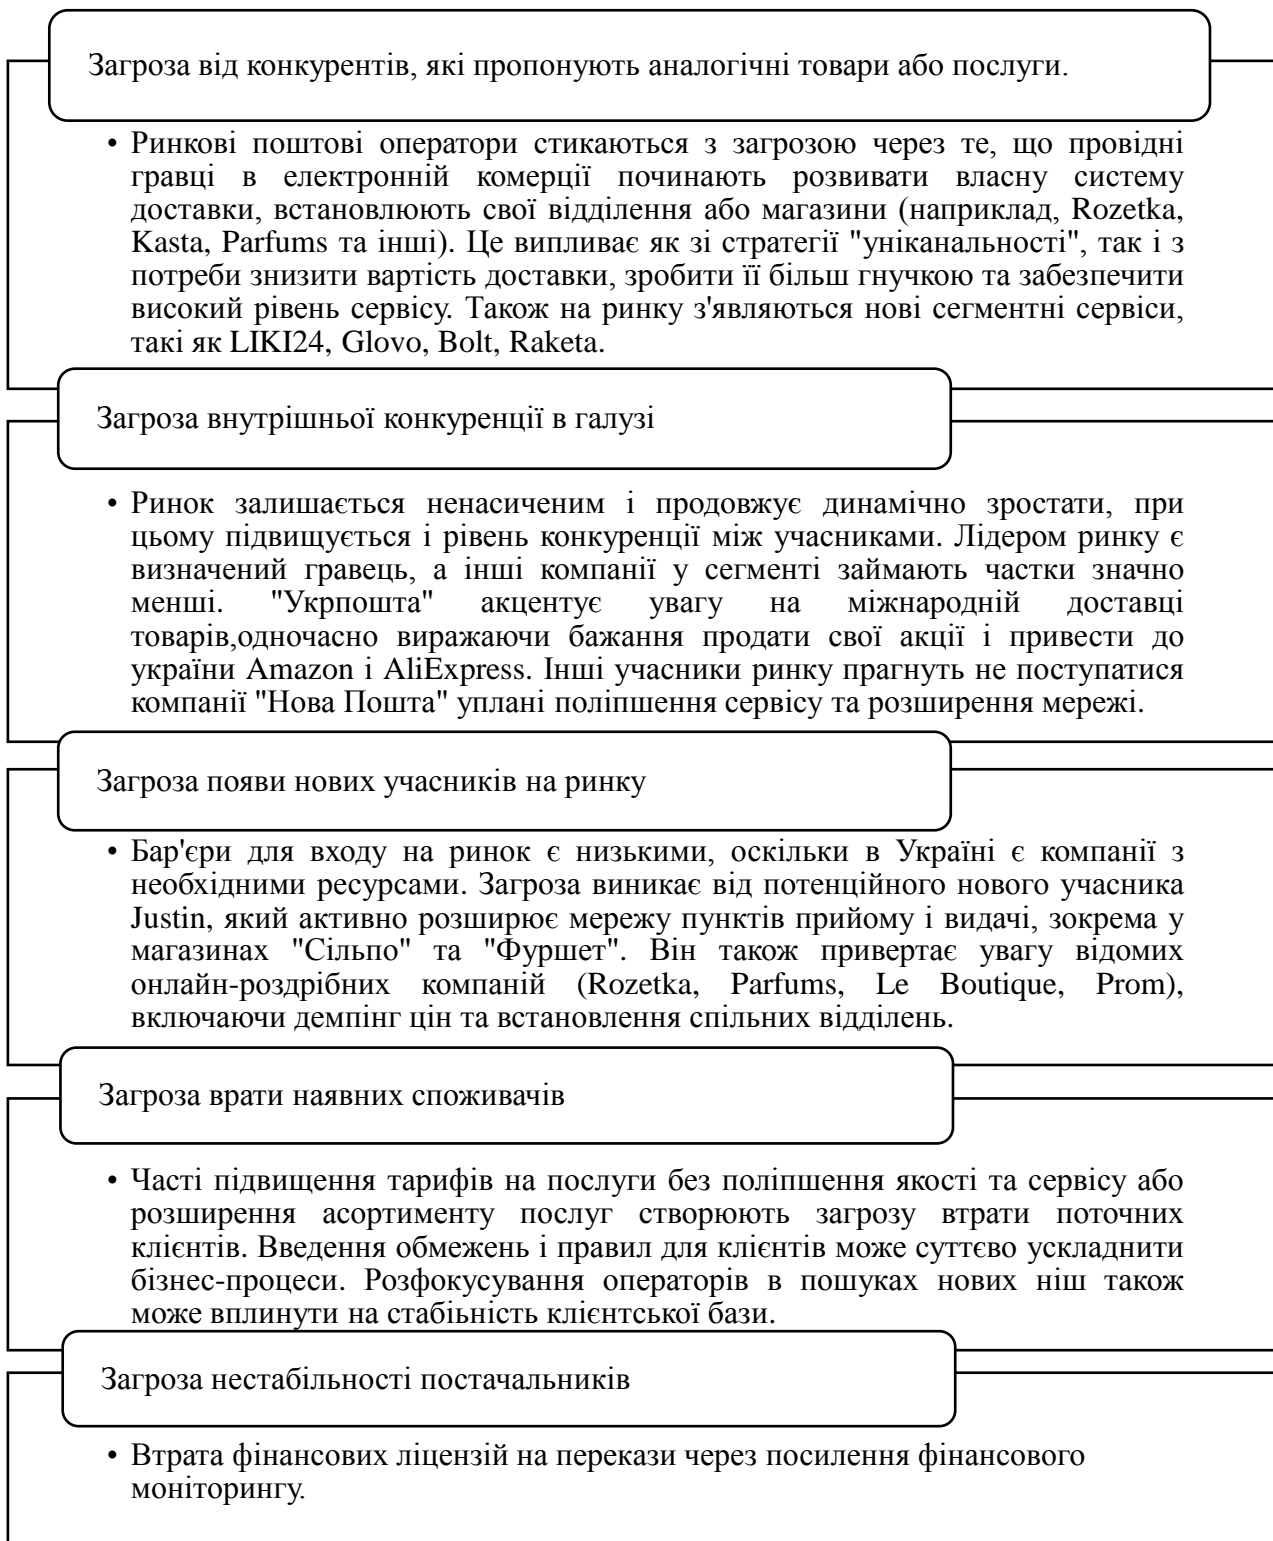 Загроза від конкурентів, які пропонують аналогічні товари або послуги.
• Ринкові поштові оператори стикаються з загрозою через те, що провідні
гравці в електронній комерції починають розвивати власну систему
доставки, встановлюють свої відділення або магазини (наприклад, Rozetka,
Kasta, Parfums та інші). Це випливає як зі стратегії "уніканальності", так і з
потреби знизити вартість доставки, зробити її більш гнучкою та забезпечити
високий рівень сервісу. Також на ринку з'являються нові сегментні сервіси,
такі як LIKI24, Glovo, Bolt, Raketa.
Загроза внутрішньої конкуренції в галузі
• Ринок залишається ненасиченим і продовжує динамічно зростати, при
цьому підвищується і рівень конкуренції між учасниками. Лідером ринку є
визначений гравець, а інші компанії у сегменті займають частки значно
менші. "Укрпошта" акцентує увагу на міжнародній доставці
товарів,одночасно виражаючи бажання продати свої акції і привести до
україни Amazon і AliExpress. Інші учасники ринку прагнуть не поступатися
компанії "Нова Пошта" уплані поліпшення сервісу та розширення мережі.
Загроза появи нових учасників на ринку
• Бар'єри для входу на ринок є низькими, оскільки в Україні є компанії з
необхідними ресурсами. Загроза виникає від потенційного нового учасника
Justin, який активно розширює мережу пунктів прийому і видачі, зокрема у
магазинах "Сільпо" та "Фуршет". Він також привертає увагу відомих
онлайн-роздрібних компаній (Rozetka, Parfums, Le Boutique, Prom),
включаючи демпінг цін та встановлення спільних відділень.
Загроза врати наявних споживачів
• Часті підвищення тарифів на послуги без поліпшення якості та сервісу або
розширення асортименту послуг створюють загрозу втрати поточних
клієнтів. Введення обмежень і правил для клієнтів може суттєво ускладнити
бізнес-процеси. Розфокусування операторів в пошуках нових ніш також
може вплинути на стабіьність клієнтської бази.
Загроза нестабільності постачальників
• Втрата фінансових ліцензій на перекази через посилення фінансового
моніторингу.